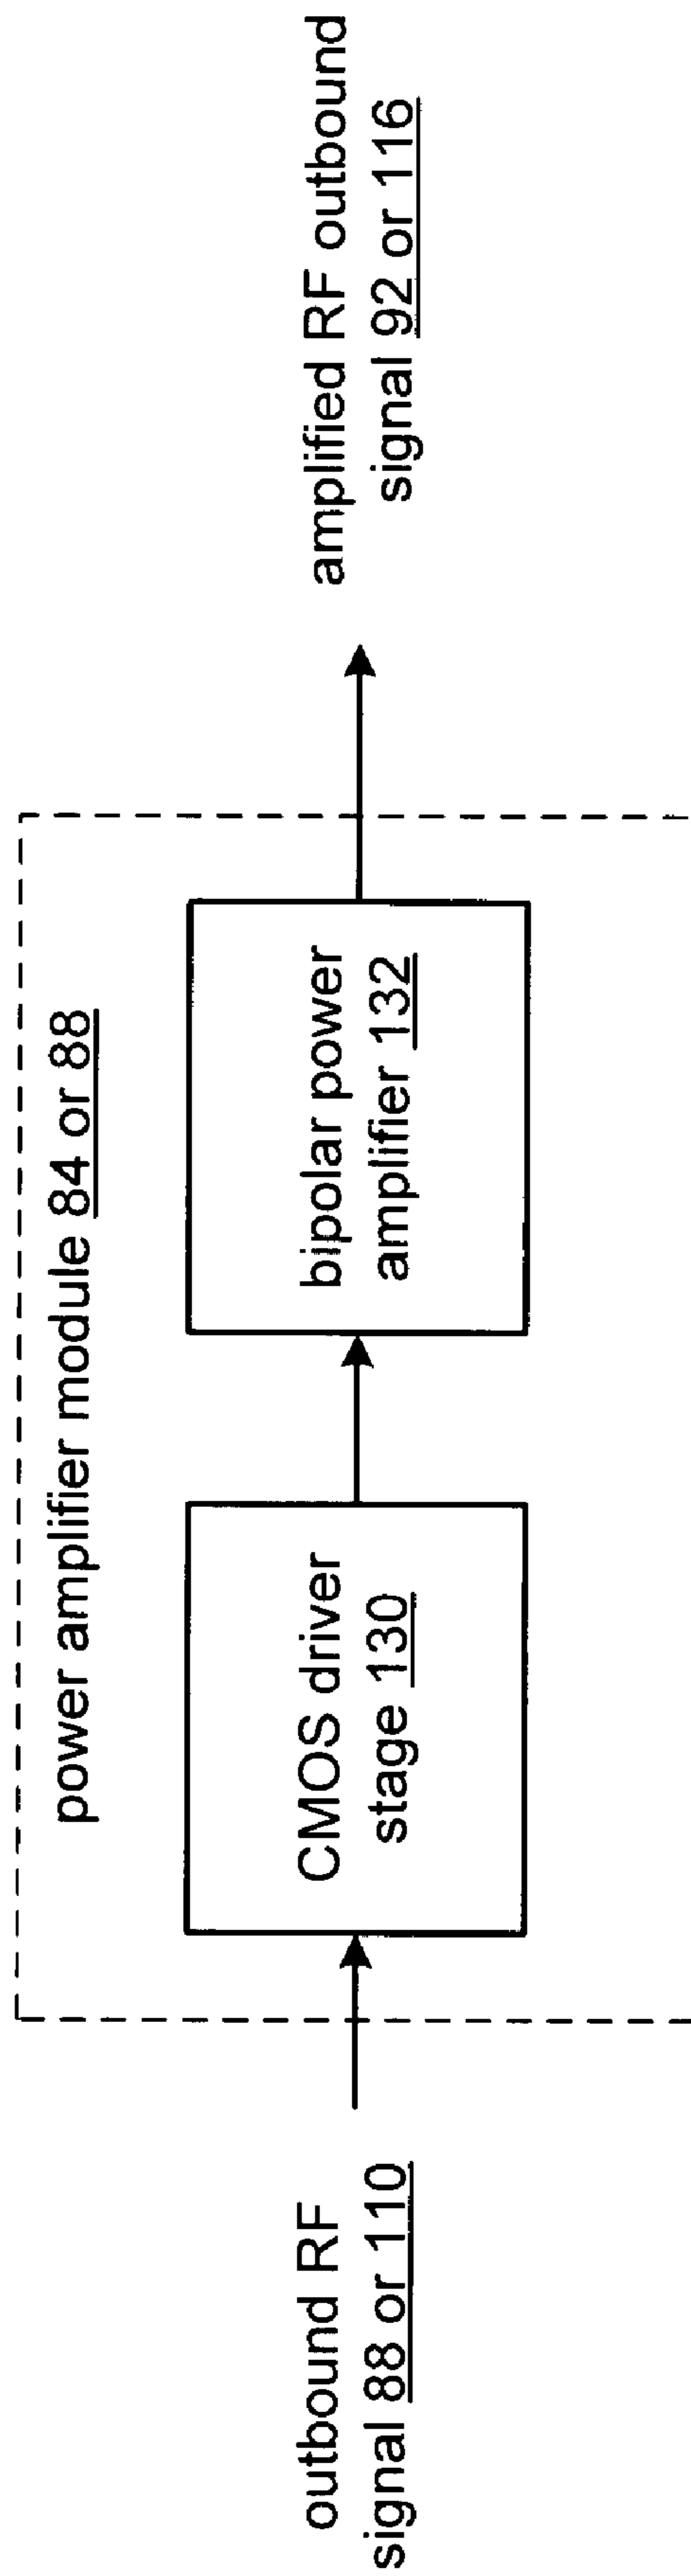 power amplifier module 84 or 88
outbound RF
signal 88 or 110
CMOS driver
stage 130
bipolar power
amplifier 132
amplified RF outbound
signal 92 or 116